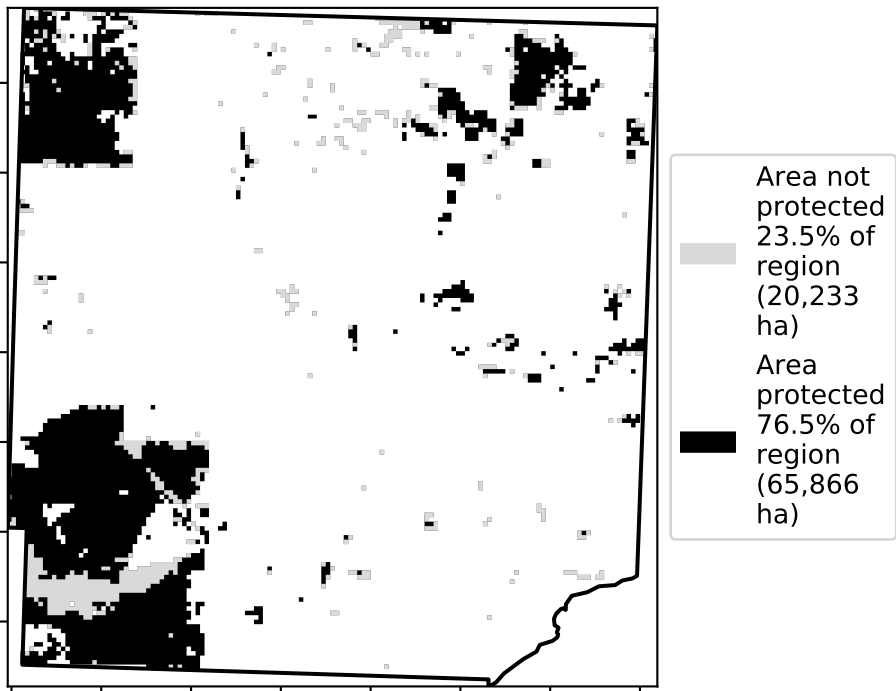 Area not
protected
23.5% of
region
(20,233
ha)
Area
protected
76.5% of
region
(65,866
ha)